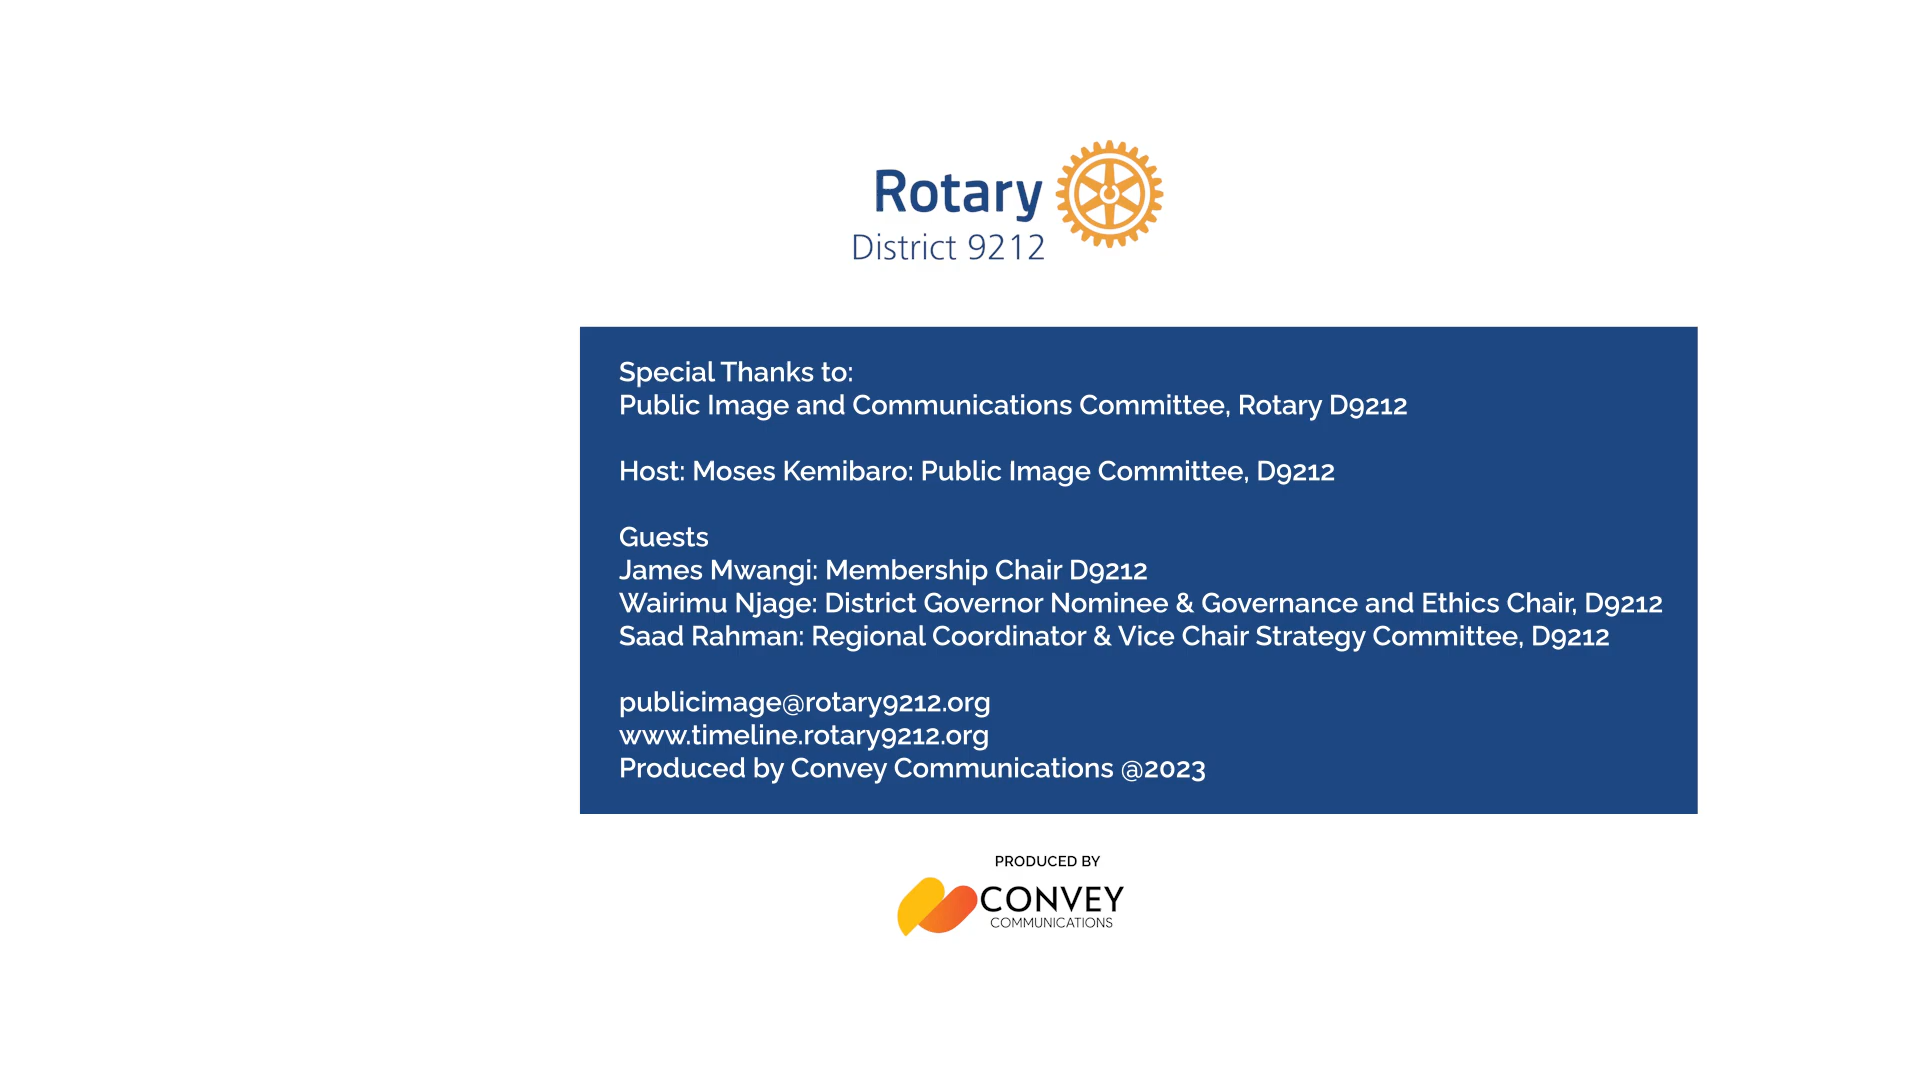 Rotary
District 9212
Special Thanks to:
Public Image and Communications Committee, Rotary D9212
Host: Moses Kemibaro: Public Image Committee, D9212
Guests
James Mwangi: Membership Chair D9212
Wairimu Njage: District Governor Nominee & Governance and Ethics Chair, D9212
Saad Rahman: Regional Coordinator & Vice Chair Strategy Committee, D9212
publicimage@rotary9212.org
www.timeline.rotary9212.org
Produced by Convey Communications @2023
PRODUCED BY
CONVEY
COMMUNICATIONS